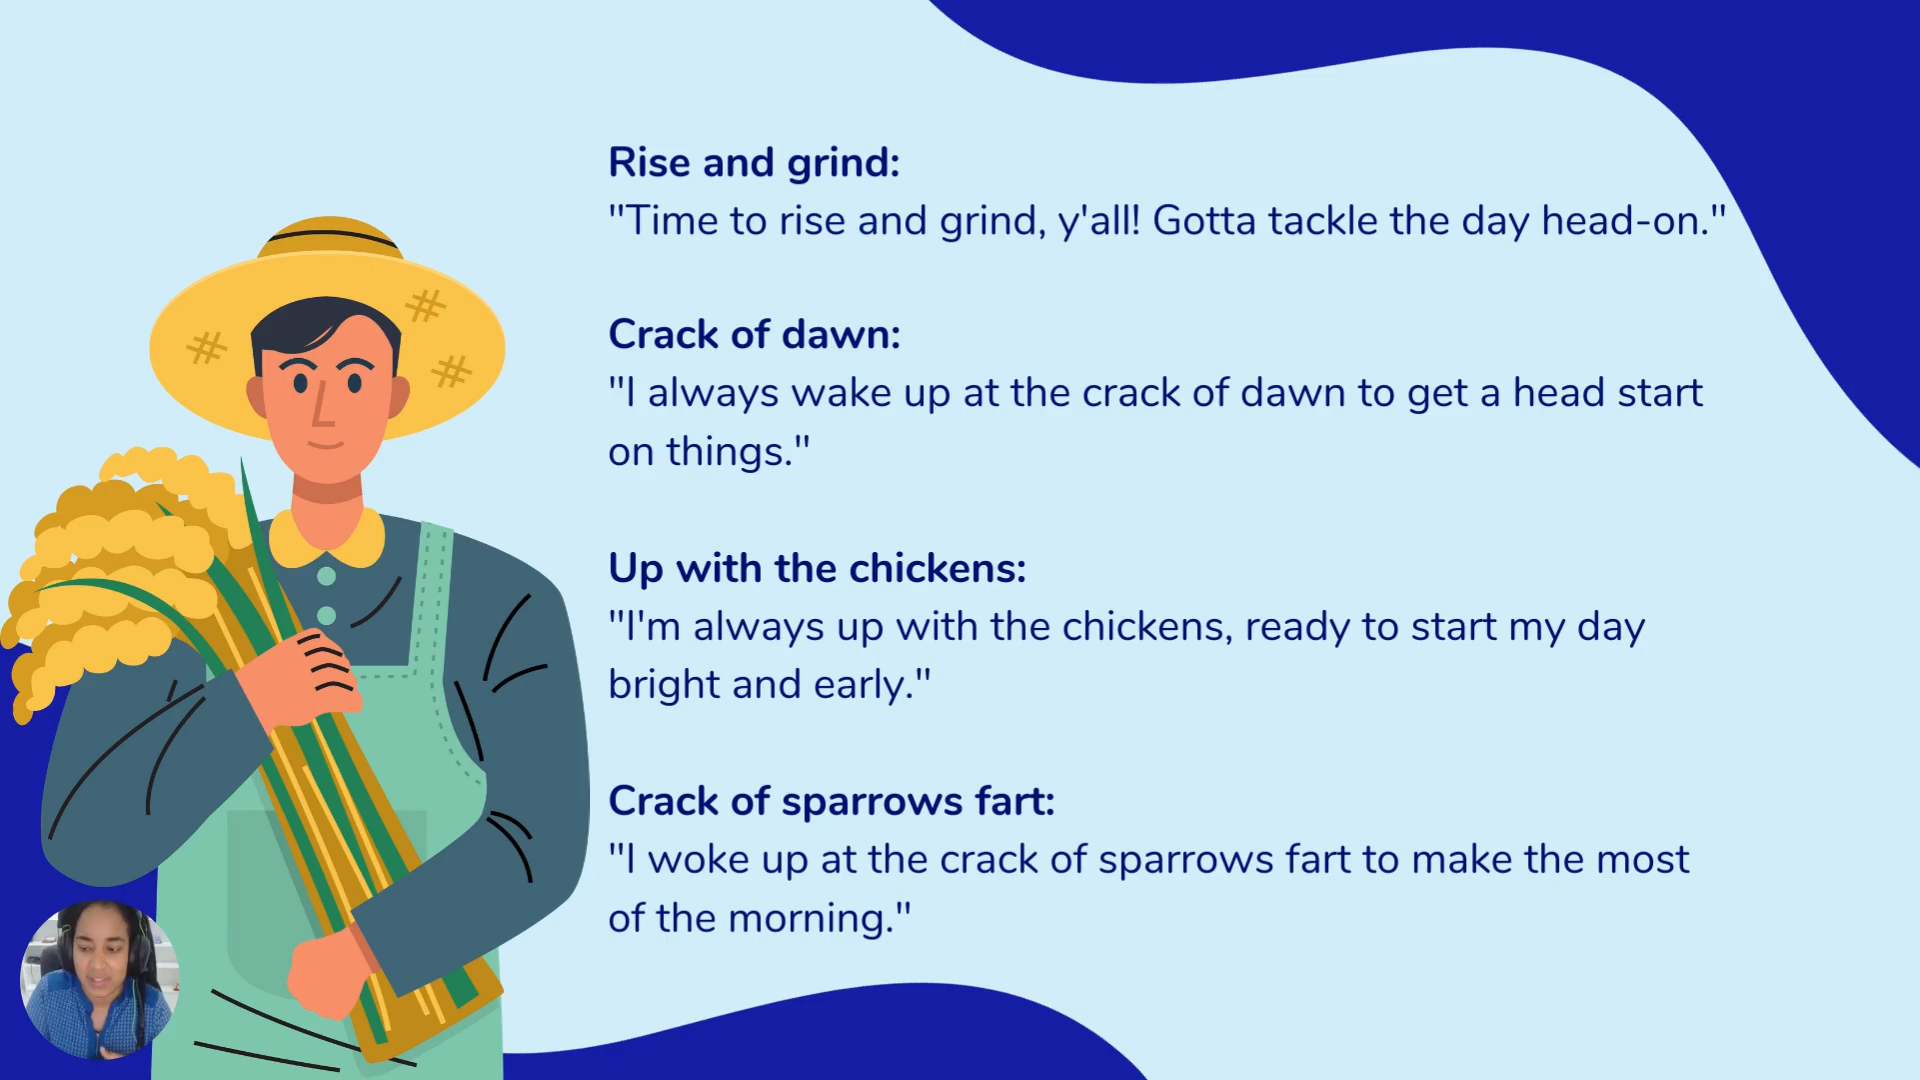 Rise and grind:
"Time to rise and grind, y'all! Gotta tackle the day head-on."
Crack of dawn:
"I always wake up at the crack of dawn to get a head start
on things."
Up with the chickens:
"I'm always up with the chickens, ready to start my day
bright and early."
Crack of sparrows fart:
"I woke up at the crack of sparrows fart to make the most
of the morning."